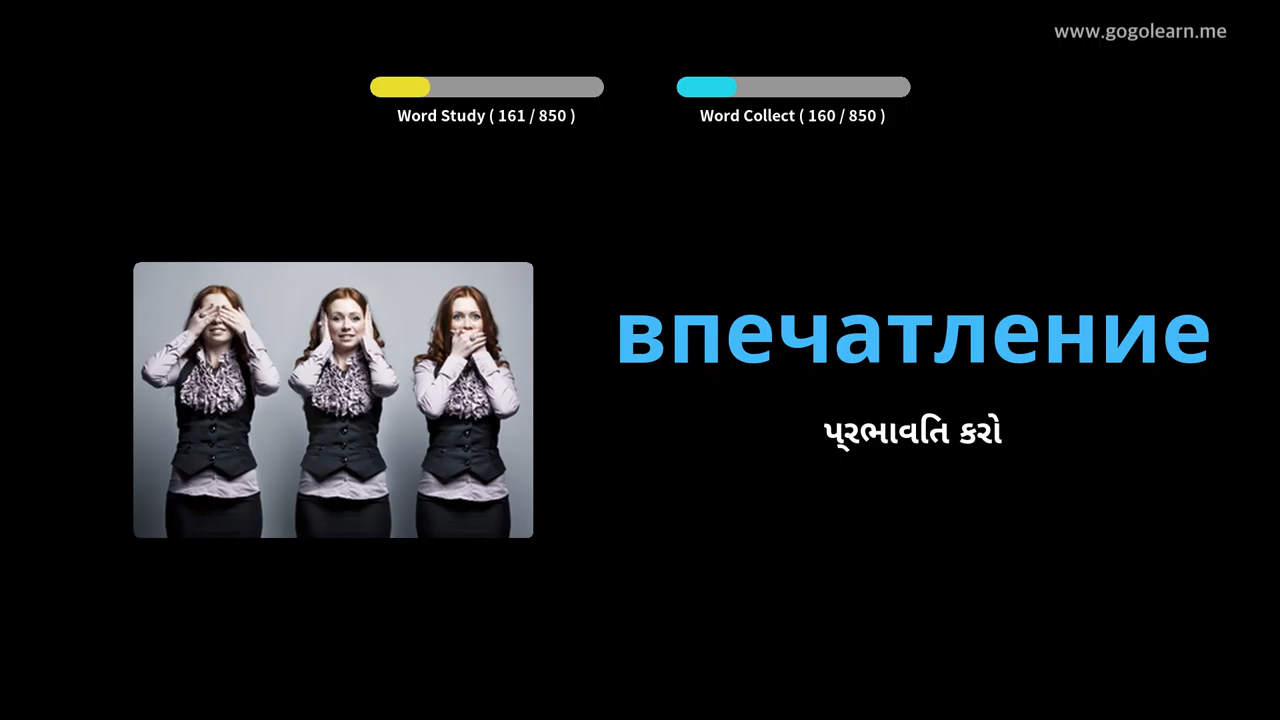 www.gogolearn.me
Word Study ( 161 / 850 )
Word Collect ( 160 / 850 )
впечатление
પ્રભાવતિ કરો